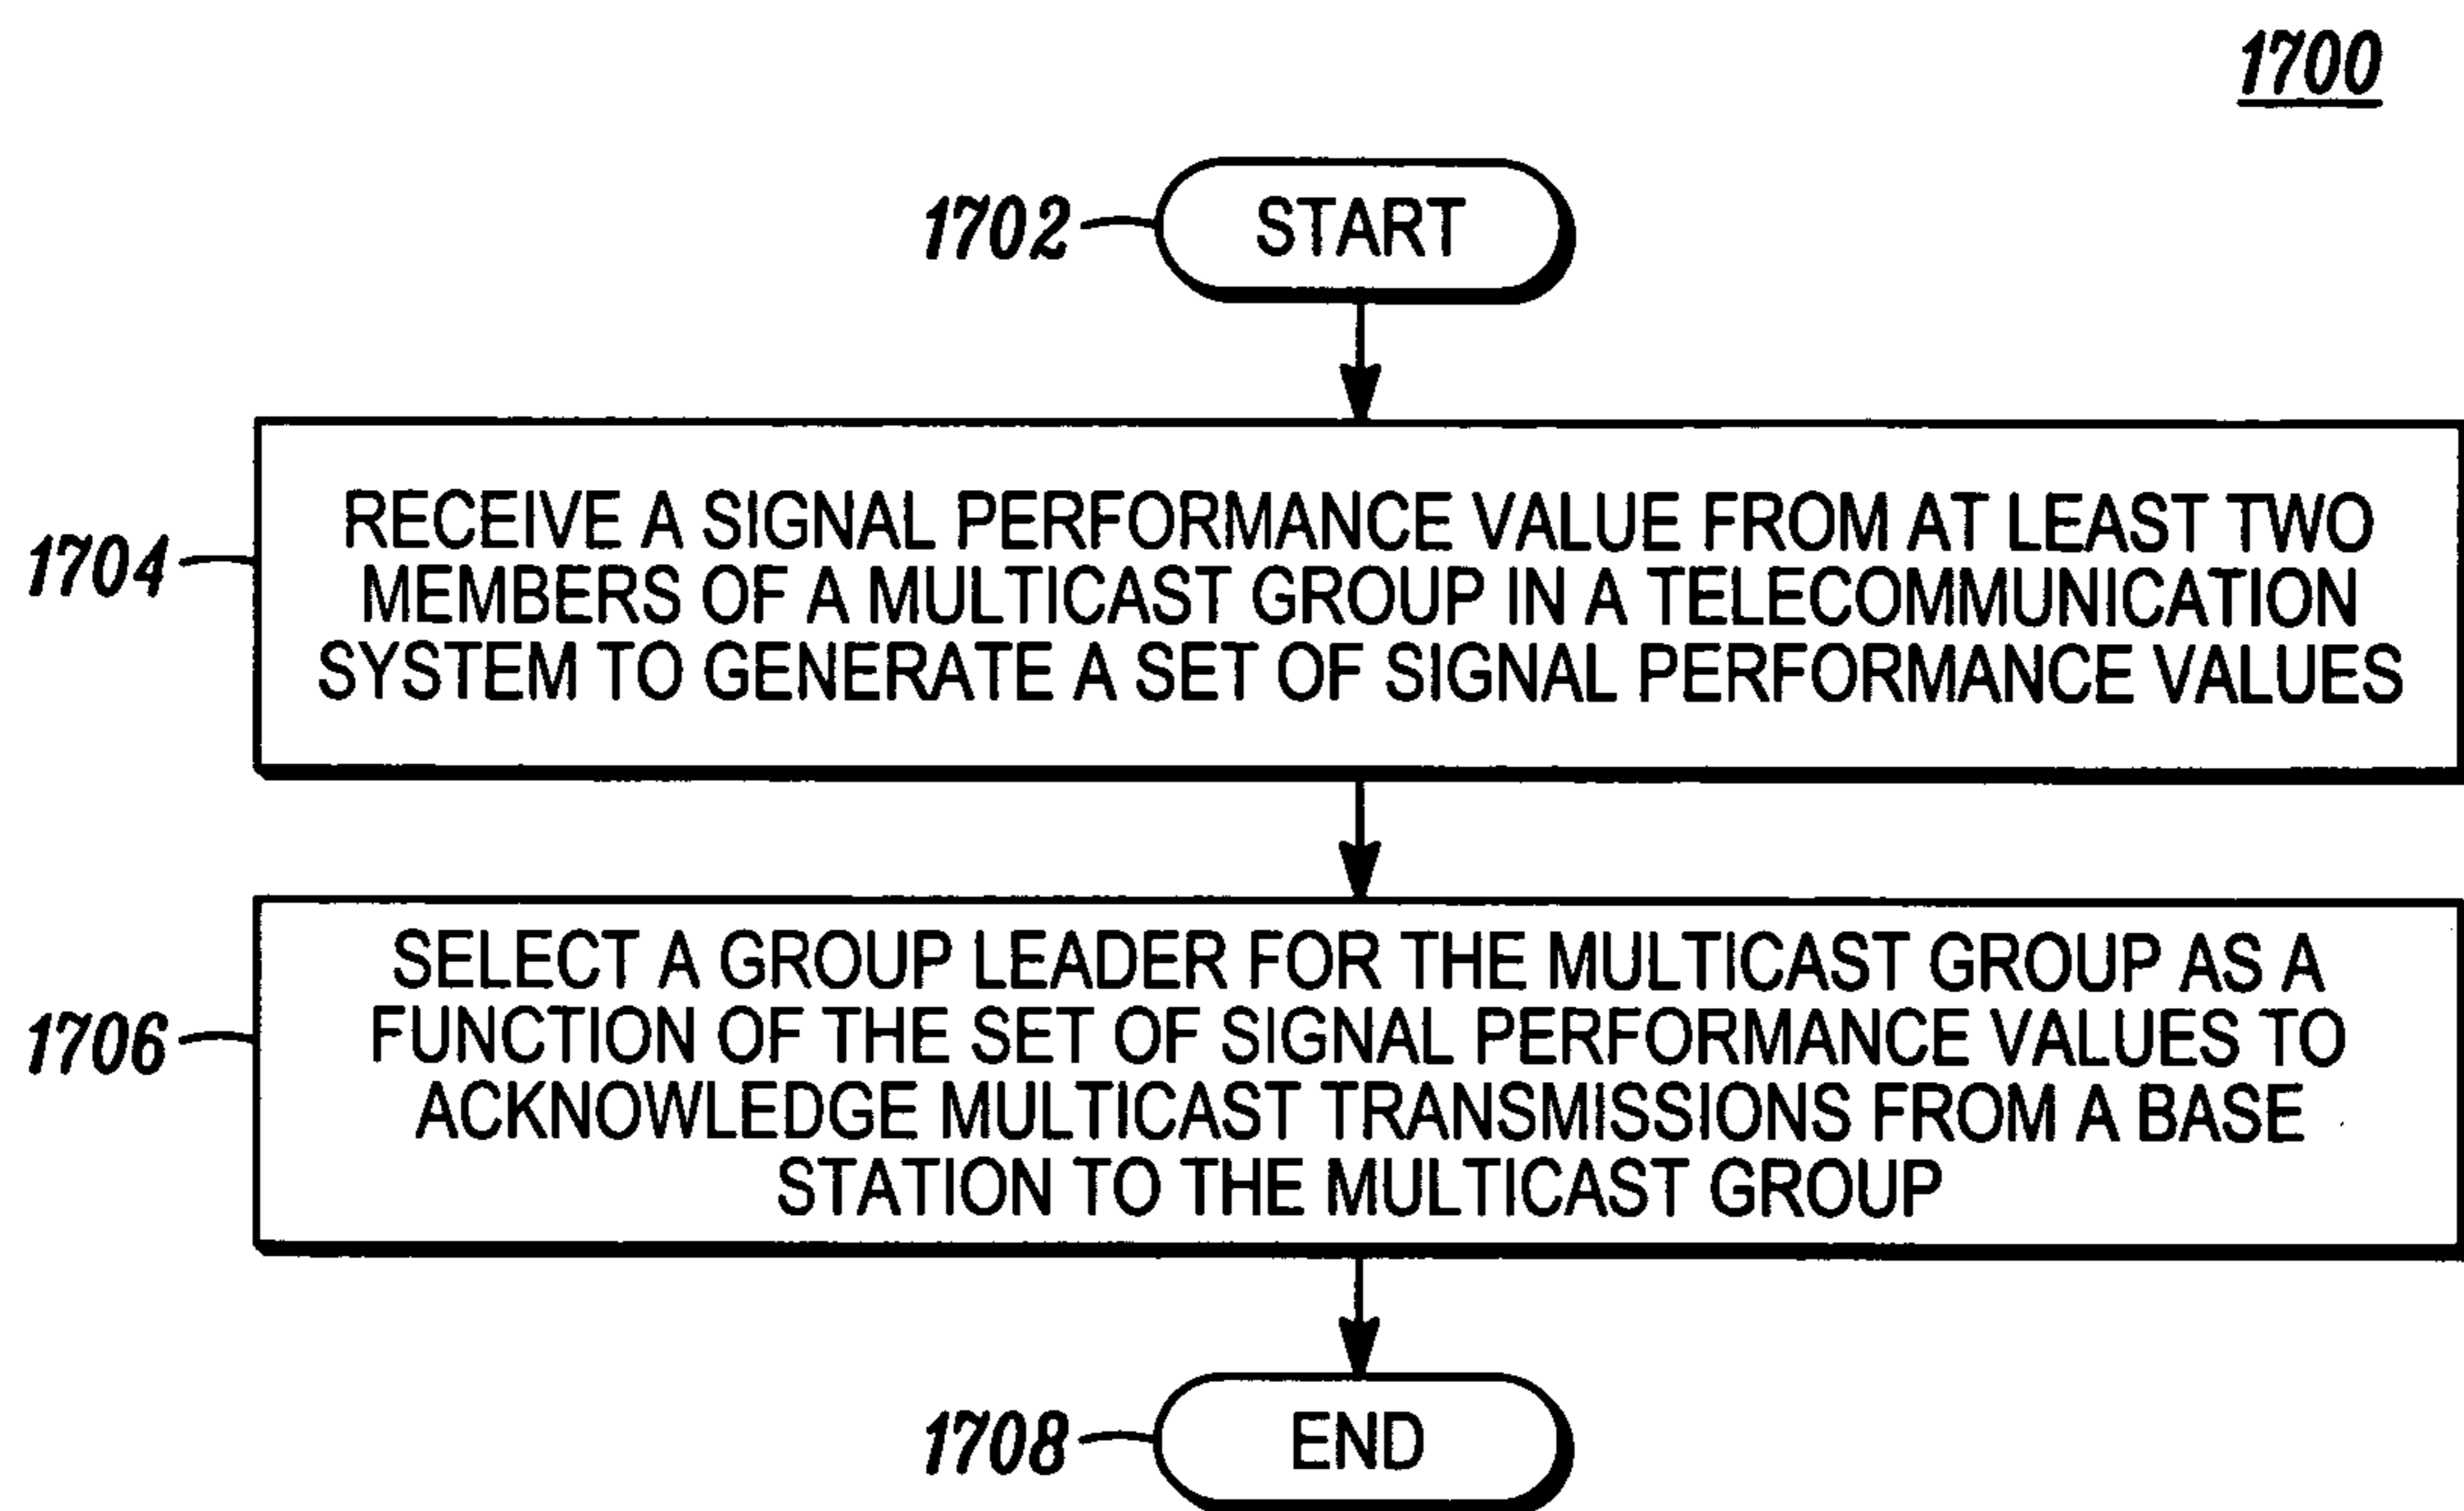 1700
1702
START
1704
RECEIVE A SIGNAL PERFORMANCE VALUE FROM AT LEAST TWO
MEMBERS OF A MULTICAST GROUP IN A TELECOMMUNICATION
SYSTEM TO GENERATE A SET OF SIGNAL PERFORMANCE VALUES
1706
SELECT A GROUP LEADER FOR THE MULTICAST GROUP AS A
FUNCTION OF THE SET OF SIGNAL PERFORMANCE VALUES TO
ACKNOWLEDGE MULTICAST TRANSMISSIONS FROM A BASE
STATION TO THE MULTICAST GROUP
1708
END